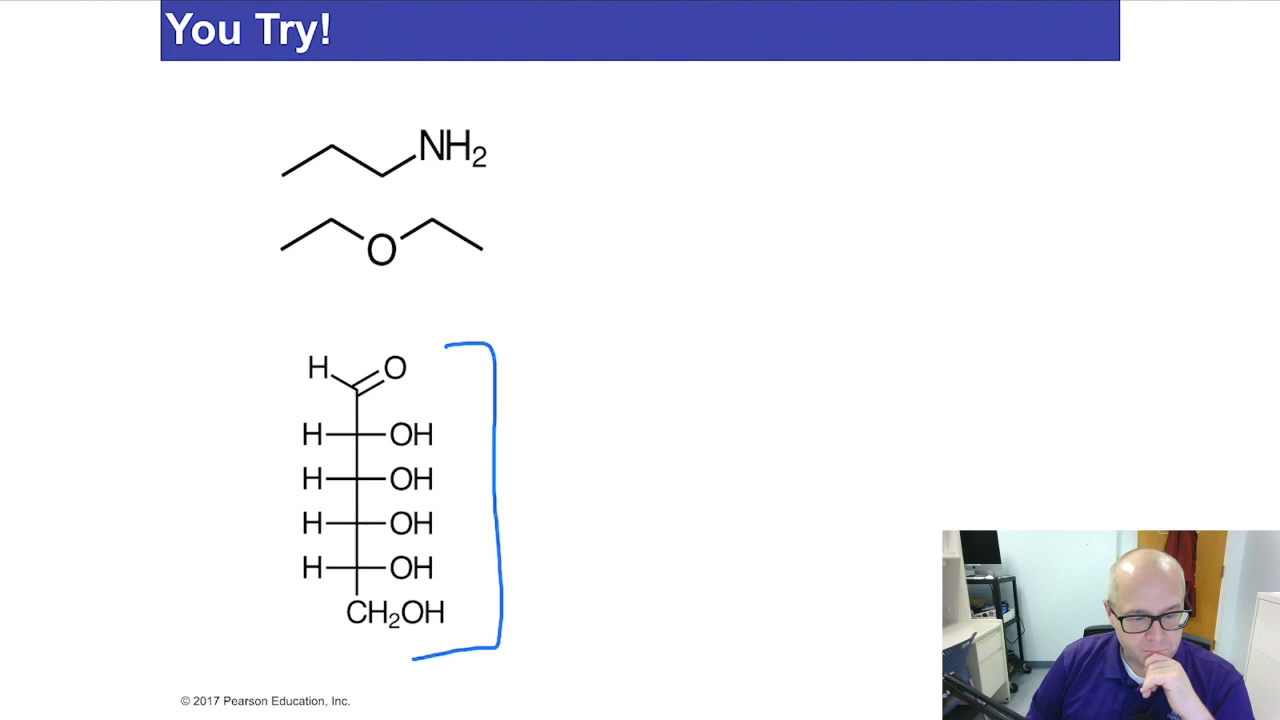 You Try!
NH₂
O
H O
H OH
H OH
H OH
H OH
CH₂OH
© 2017 Pearson Education, Inc.